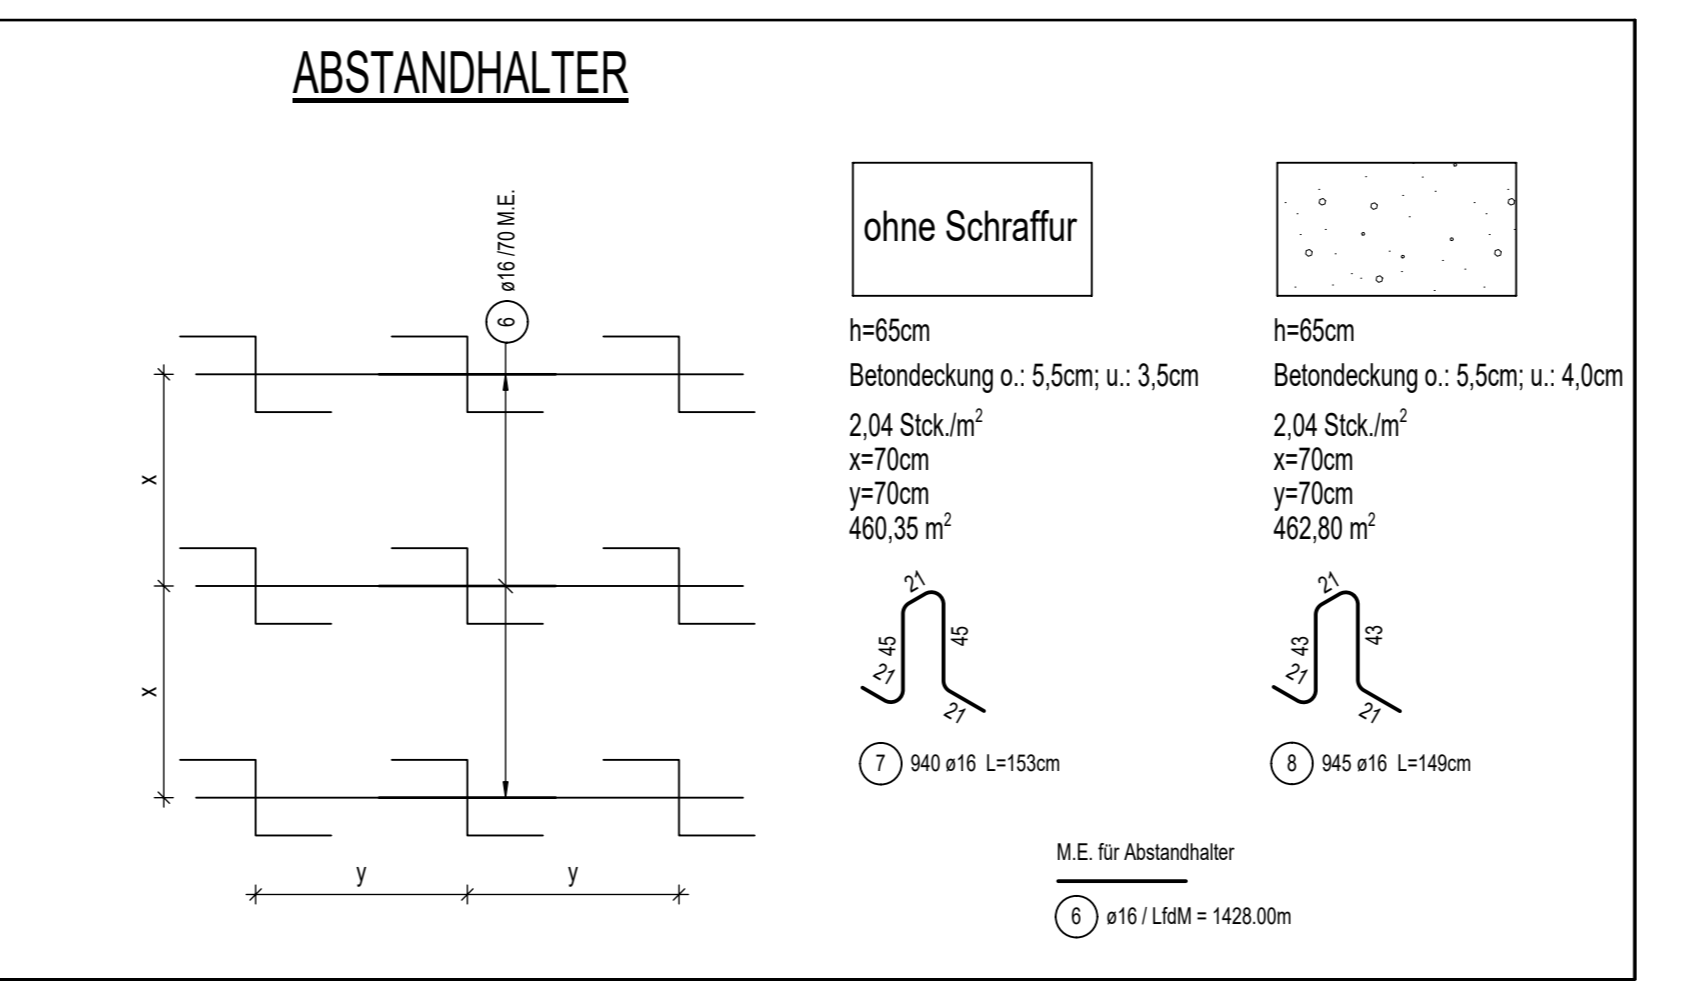 ABSTANDHALTER
ø16 /70 M.E.
6
x
x
y
y
ohne Schraffur
h=65cm
Betondeckung o.: 5,5cm; u.: 3,5cm
2,04 Stck./m²
x=70cm
y=70cm
460,35 m²
21
45
45
21
21
7 940 ø16 L=153cm
h=65cm
Betondeckung o.: 5,5cm; u.: 4,0cm
2,04 Stck./m²
x=70cm
y=70cm
462,80 m²
21
43
43
21
21
8 945 ø16 L=149cm
M.E. für Abstandhalter
6 ø16 / LfdM = 1428.00m